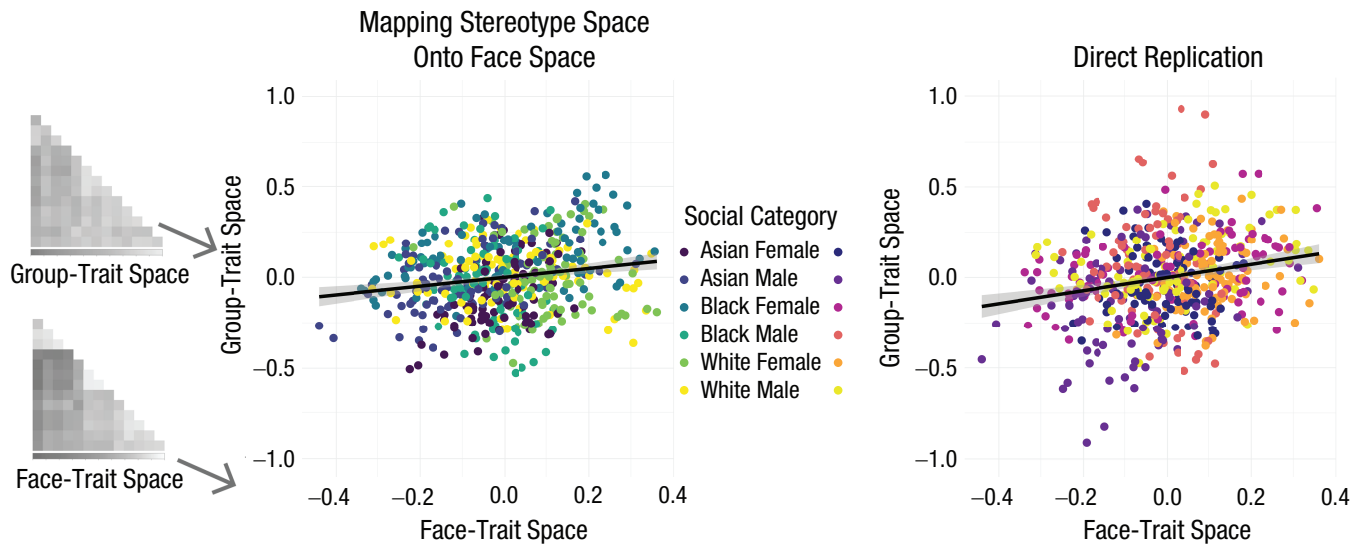 Mapping Stereotype Space
Onto Face Space
Direct Replication
Group-Trait Space
Face-Trait Space
Group-Trait Space
1.0
0.5
0.0
−0.5
−1.0
−0.4
−0.2
0.0
0.2
0.4
Face-Trait Space
Social Category
Asian Female
Asian Male
Black Female
Black Male
White Female
White Male
Group-Trait Space
1.0
0.5
0.0
−0.5
−1.0
−0.4
−0.2
0.0
0.2
0.4
Face-Trait Space